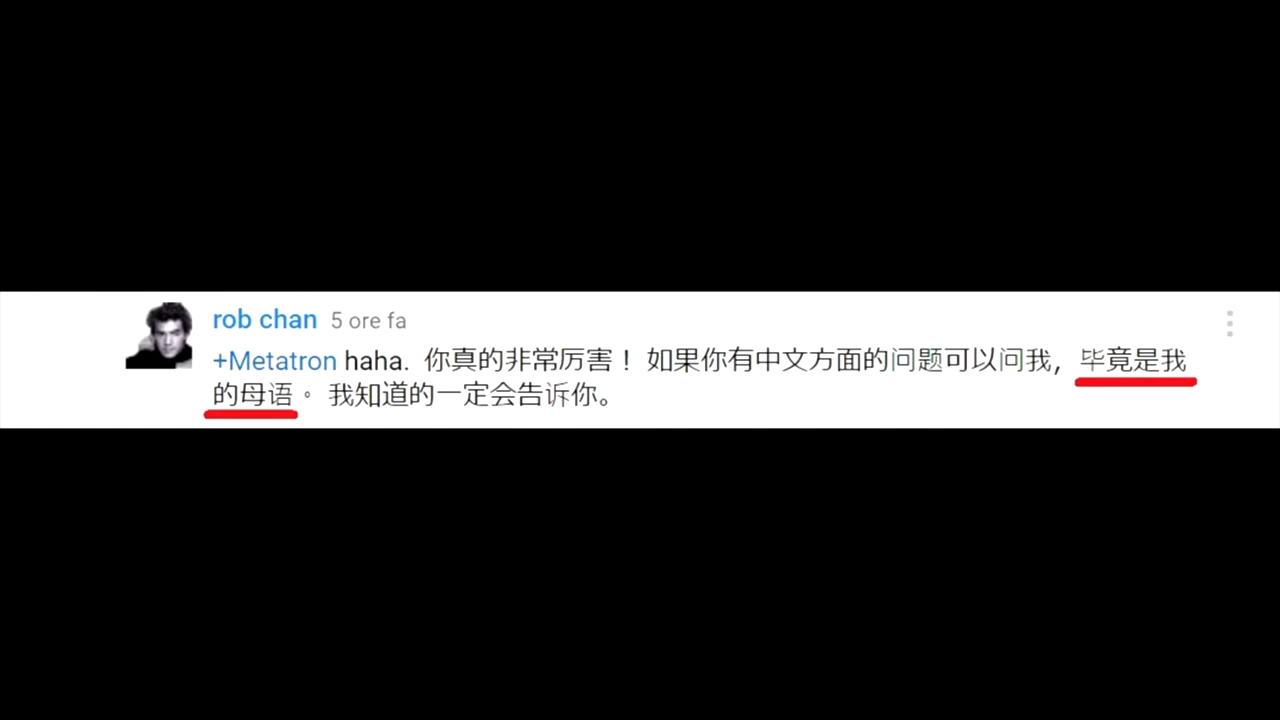 rob chan 5 ore fa
+Metatron haha. 你真的非常厉害！ 如果你有中文方面的问题可以问我，毕竟是我
的母语。 我知道的一定会告诉你。